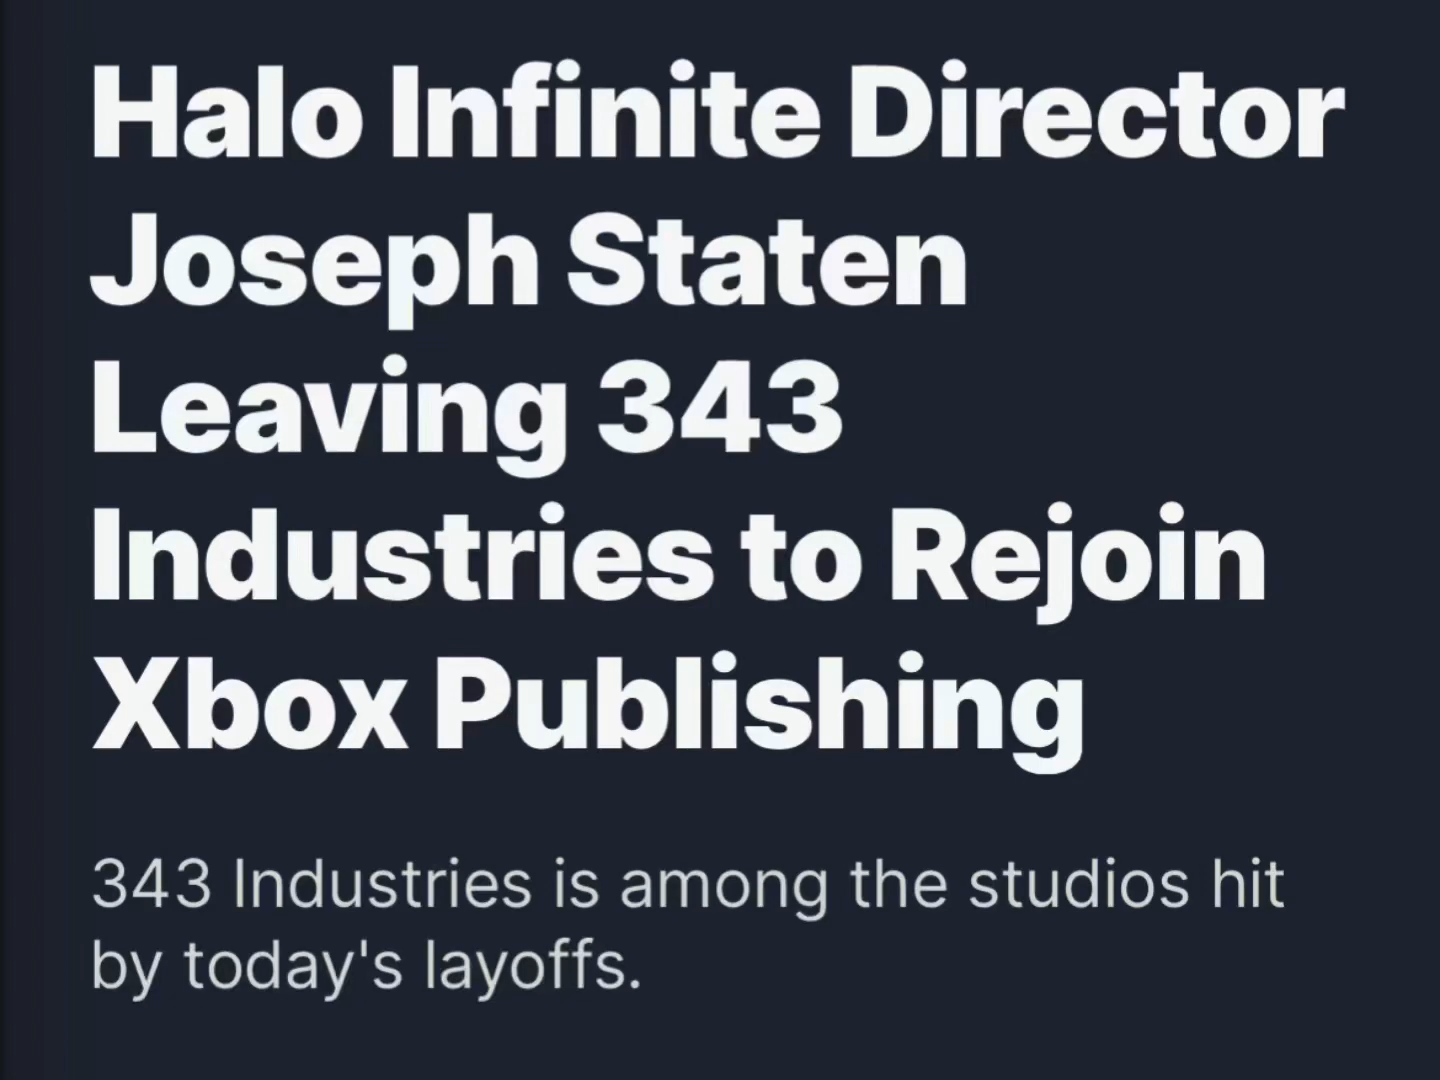 Halo Infinite Director
Joseph Staten
Leaving 343
Industries to Rejoin
Xbox Publishing
343 Industries is among the studios hit
by today's layoffs.